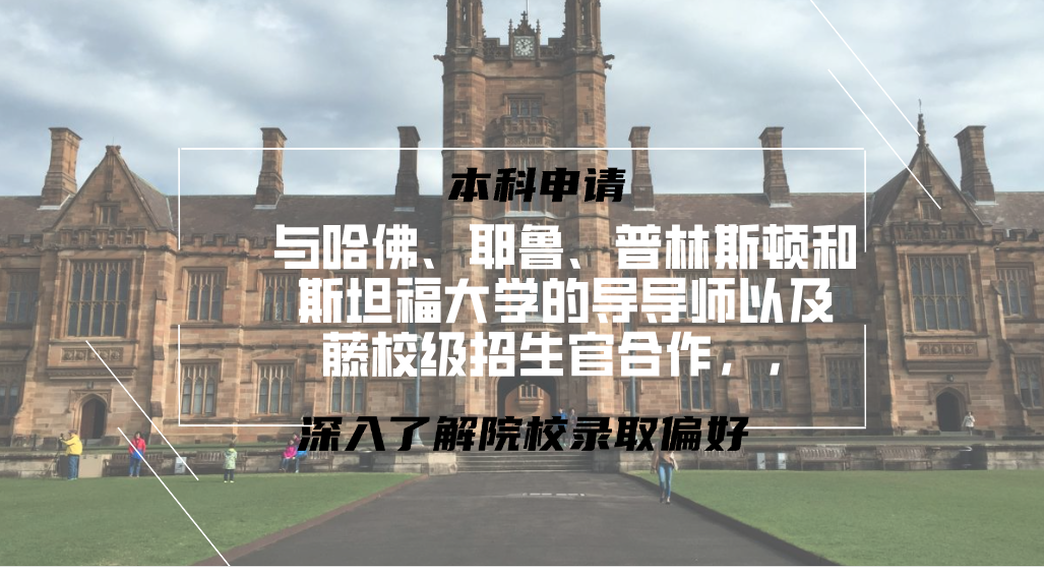 本科申请
与哈佛、耶鲁、普林斯顿和
斯坦福大学的导导师以及
藤校级招生官合作，，
深入了解院校录取偏好